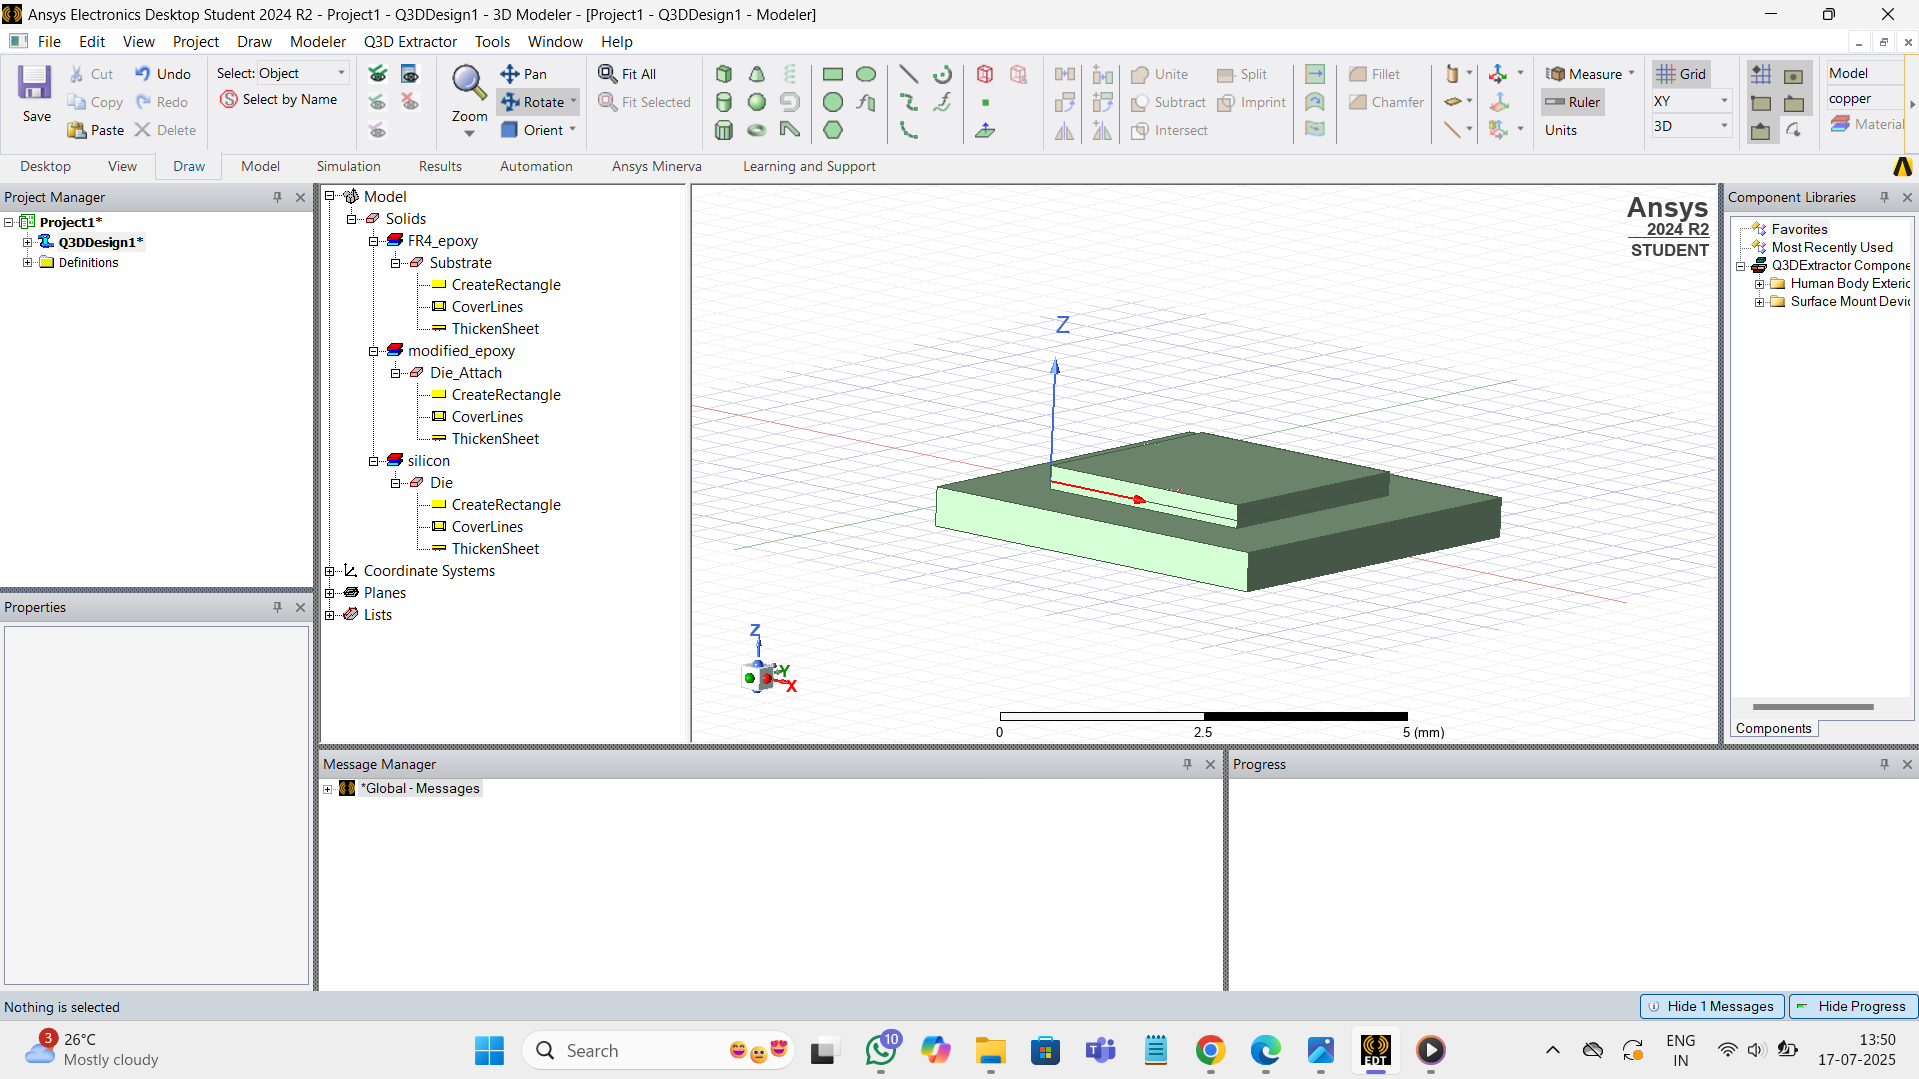 Ansys Electronics Desktop Student 2024 R2 - Project1 - Q3DDesign1 - 3D Modeler - [Project1 - Q3DDesign1 - Modeler]
File Edit View Project Draw Modeler Q3D Extractor Tools Window Help
Save
Cut
Copy
Paste
Undo
Redo
Delete
Select: Object
Select by Name
Zoom
Pan
Rotate
Orient
Fit All
Fit Selected
Unite
Subtract
Intersect
Split
Imprint
Fillet
Chamfer
Measure
Ruler
Units
Grid
XY
3D
Model
copper
Material
Desktop View Draw Model Simulation Results Automation Ansys Minerva Learning and Support
Project Manager
Project1*
Q3DDesign1*
Definitions
Properties
Model
Solids
FR4_epoxy
Substrate
CreateRectangle
CoverLines
ThickenSheet
modified_epoxy
Die_Attach
CreateRectangle
CoverLines
ThickenSheet
silicon
Die
CreateRectangle
CoverLines
ThickenSheet
Coordinate Systems
Planes
Lists
Ansys
2024 R2
STUDENT
Z
Z
Y
X
0 2.5 5 (mm)
Component Libraries
Favorites
Most Recently Used
Q3DExtractor Compone
Human Body Exteric
Surface Mount Devi
Components
Message Manager
*Global - Messages
Progress
Nothing is selected
Hide 1 Messages
Hide Progress
3
26°C
Mostly cloudy
Search
10
EDT
ENG
IN
13:50
17-07-2025